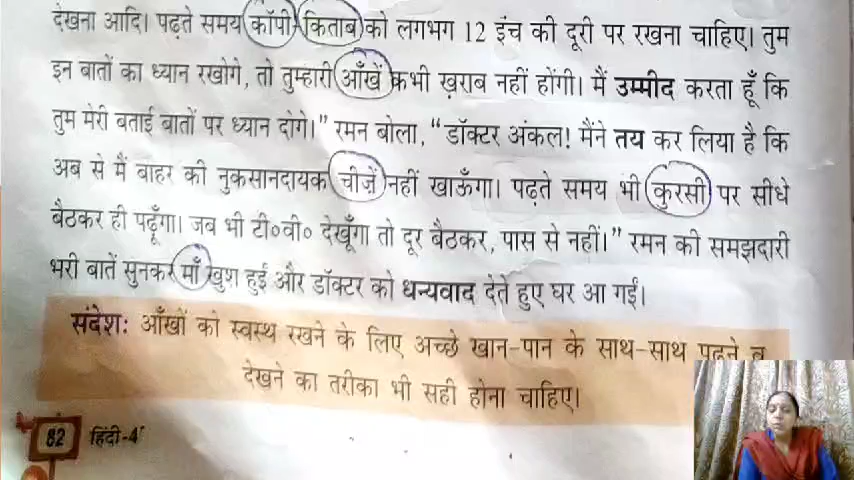 देखना आदि। पढ़ते समय कॉपी किताब को लगभग 12 इंच की दूरी पर रखना चाहिए। तुम
इन बातों का ध्यान रखोगे, तो तुम्हारी आँखें कभी ख़राब नहीं होंगी। मैं उम्मीद करता हूँ कि
तुम मेरी बताई बातों पर ध्यान दोगे।” रमन बोला, “डॉक्टर अंकल! मैंने तय कर लिया है कि
अब से मैं बाहर की नुकसानदायक चीज़ें नहीं खाऊँगा। पढ़ते समय भी कुरसी पर सीधे
बैठकर ही पढ़ूँगा। जब भी टी०वी० देखूँगा तो दूर बैठकर, पास से नहीं।” रमन की समझदारी
भरी बातें सुनकर माँ खुश हुईं और डॉक्टर को धन्यवाद देते हुए घर आ गईं।
संदेश: आँखों को स्वस्थ रखने के लिए अच्छे खान-पान के साथ-साथ पढ़ने व
देखने का तरीका भी सही होना चाहिए।
82 हिंदी-4